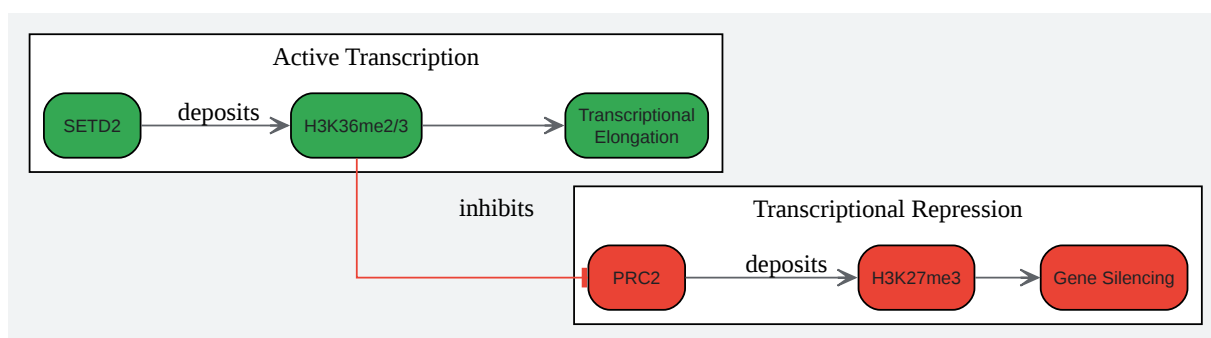 Active Transcription
SETD2
deposits
H3K36me2/3
Transcriptional
Elongation
inhibits
Transcriptional Repression
PRC2
deposits
H3K27me3
Gene Silencing